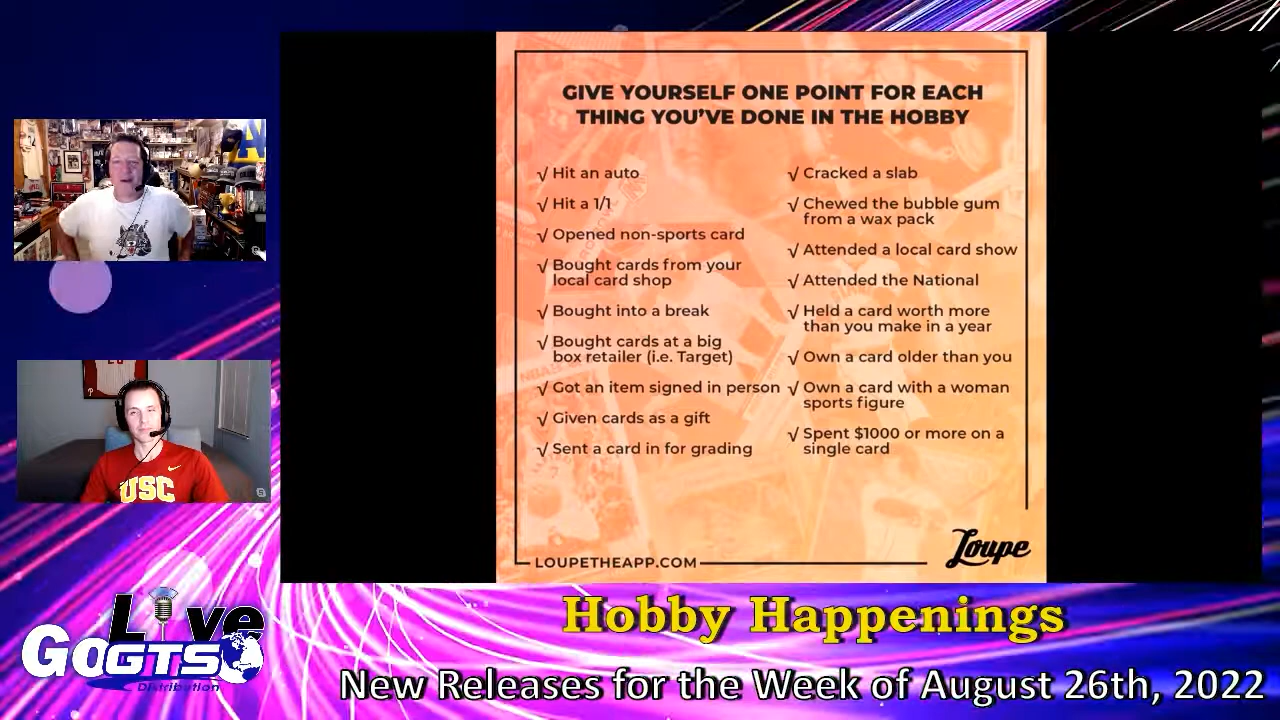 GIVE YOURSELF ONE POINT FOR EACH
THING YOU'VE DONE IN THE HOBBY
√ Hit an auto
√ Hit a 1/1
√ Opened non-sports card
√ Bought cards from your
local card shop
√ Bought into a break
√ Bought cards at a big
box retailer (i.e. Target)
√ Got an item signed in person
√ Given cards as a gift
√ Sent a card in for grading
√ Cracked a slab
√ Chewed the bubble gum
from a wax pack
√ Attended a local card show
√ Attended the National
√ Held a card worth more
than you make in a year
√ Own a card older than you
√ Own a card with a woman
sports figure
√ Spent $1000 or more on a
single card
LOUPETHEAPP.COM
Loupe
USC
Live
GoGTS
Distribution
Hobby Happenings
New Releases for the Week of August 26th, 2022